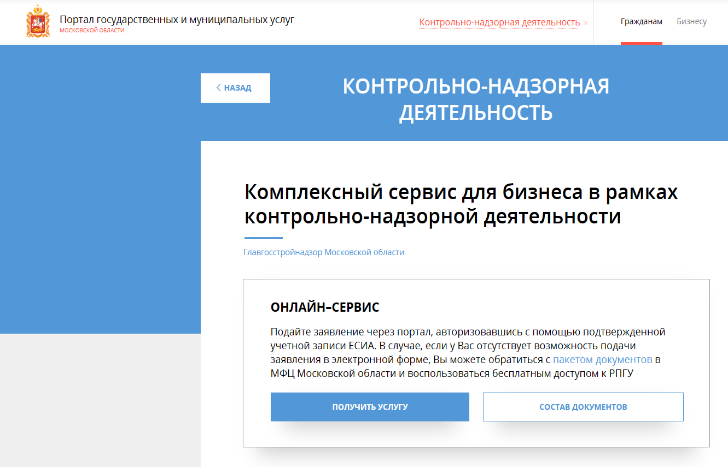 Портал государственных и муниципальных услуг
МОСКОВСКОЙ ОБЛАСТИ
Контрольно-надзорная деятельность ×
Гражданам
Бизнесу
НАЗАД
КОНТРОЛЬНО-НАДЗОРНАЯ
ДЕЯТЕЛЬНОСТЬ
Комплексный сервис для бизнеса в рамках
контрольно-надзорной деятельности
Главгосстройнадзор Московской области
ОНЛАЙН–СЕРВИС
Подайте заявление через портал, авторизовавшись с помощью подтвержденной
учетной записи ЕСИА. В случае, если у Вас отсутствует возможность подачи
заявления в электронной форме, Вы можете обратиться с пакетом документов в
МФЦ Московской области и воспользоваться бесплатным доступом к РПГУ
ПОЛУЧИТЬ УСЛУГУ
СОСТАВ ДОКУМЕНТОВ